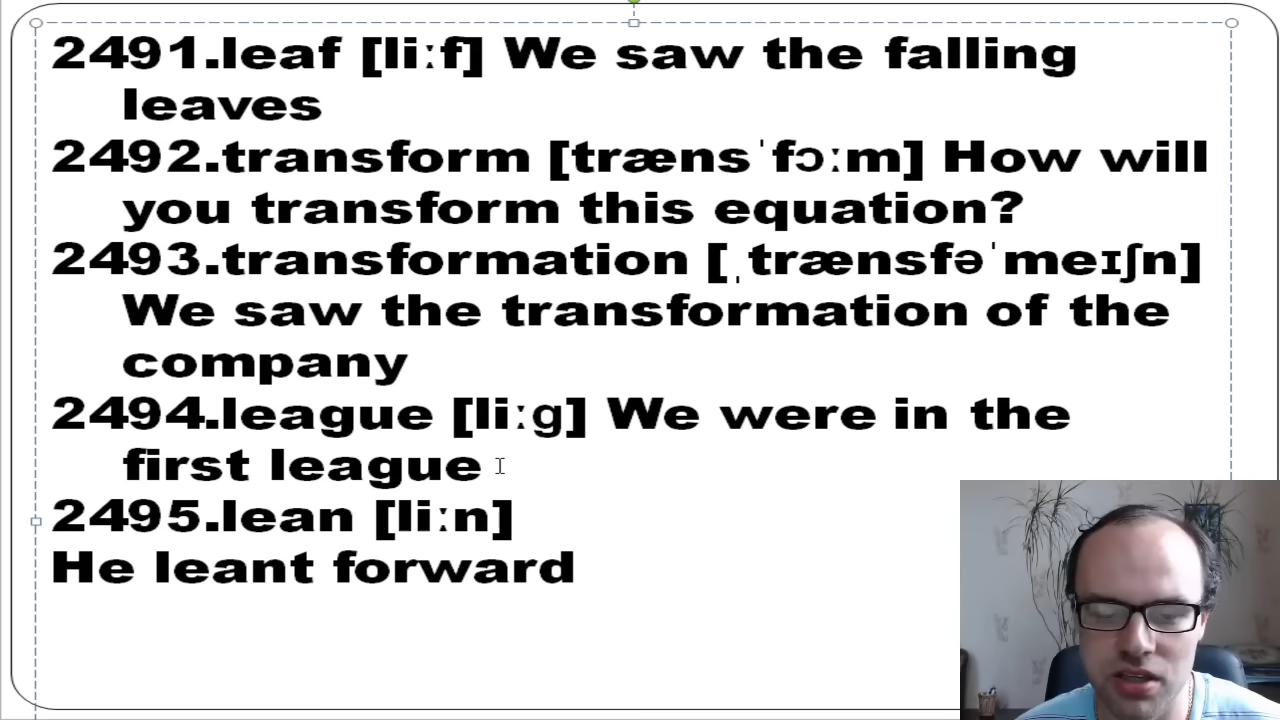 2491.leaf [liːf] We saw the falling
leaves
2492.transform [trænsˈfɔːm] How will
you transform this equation?
2493.transformation [ˌtrænsfəˈmeɪʃn]
We saw the transformation of the
company
2494.league [liːg] We were in the
first league
2495.lean [liːn]
He leant forward